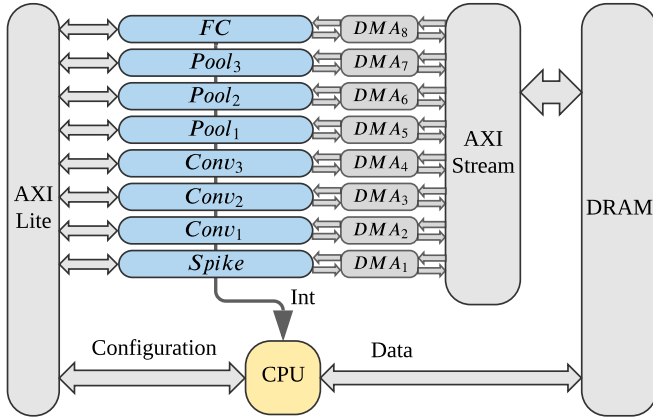 FC
DMA8
Pool3
DMA7
Pool2
DMA6
Pool1
DMA5
Conv3
DMA4
Conv2
DMA3
Conv1
DMA2
Spike
DMA1
AXI
Lite
AXI
Stream
DRAM
Int
Configuration
CPU
Data